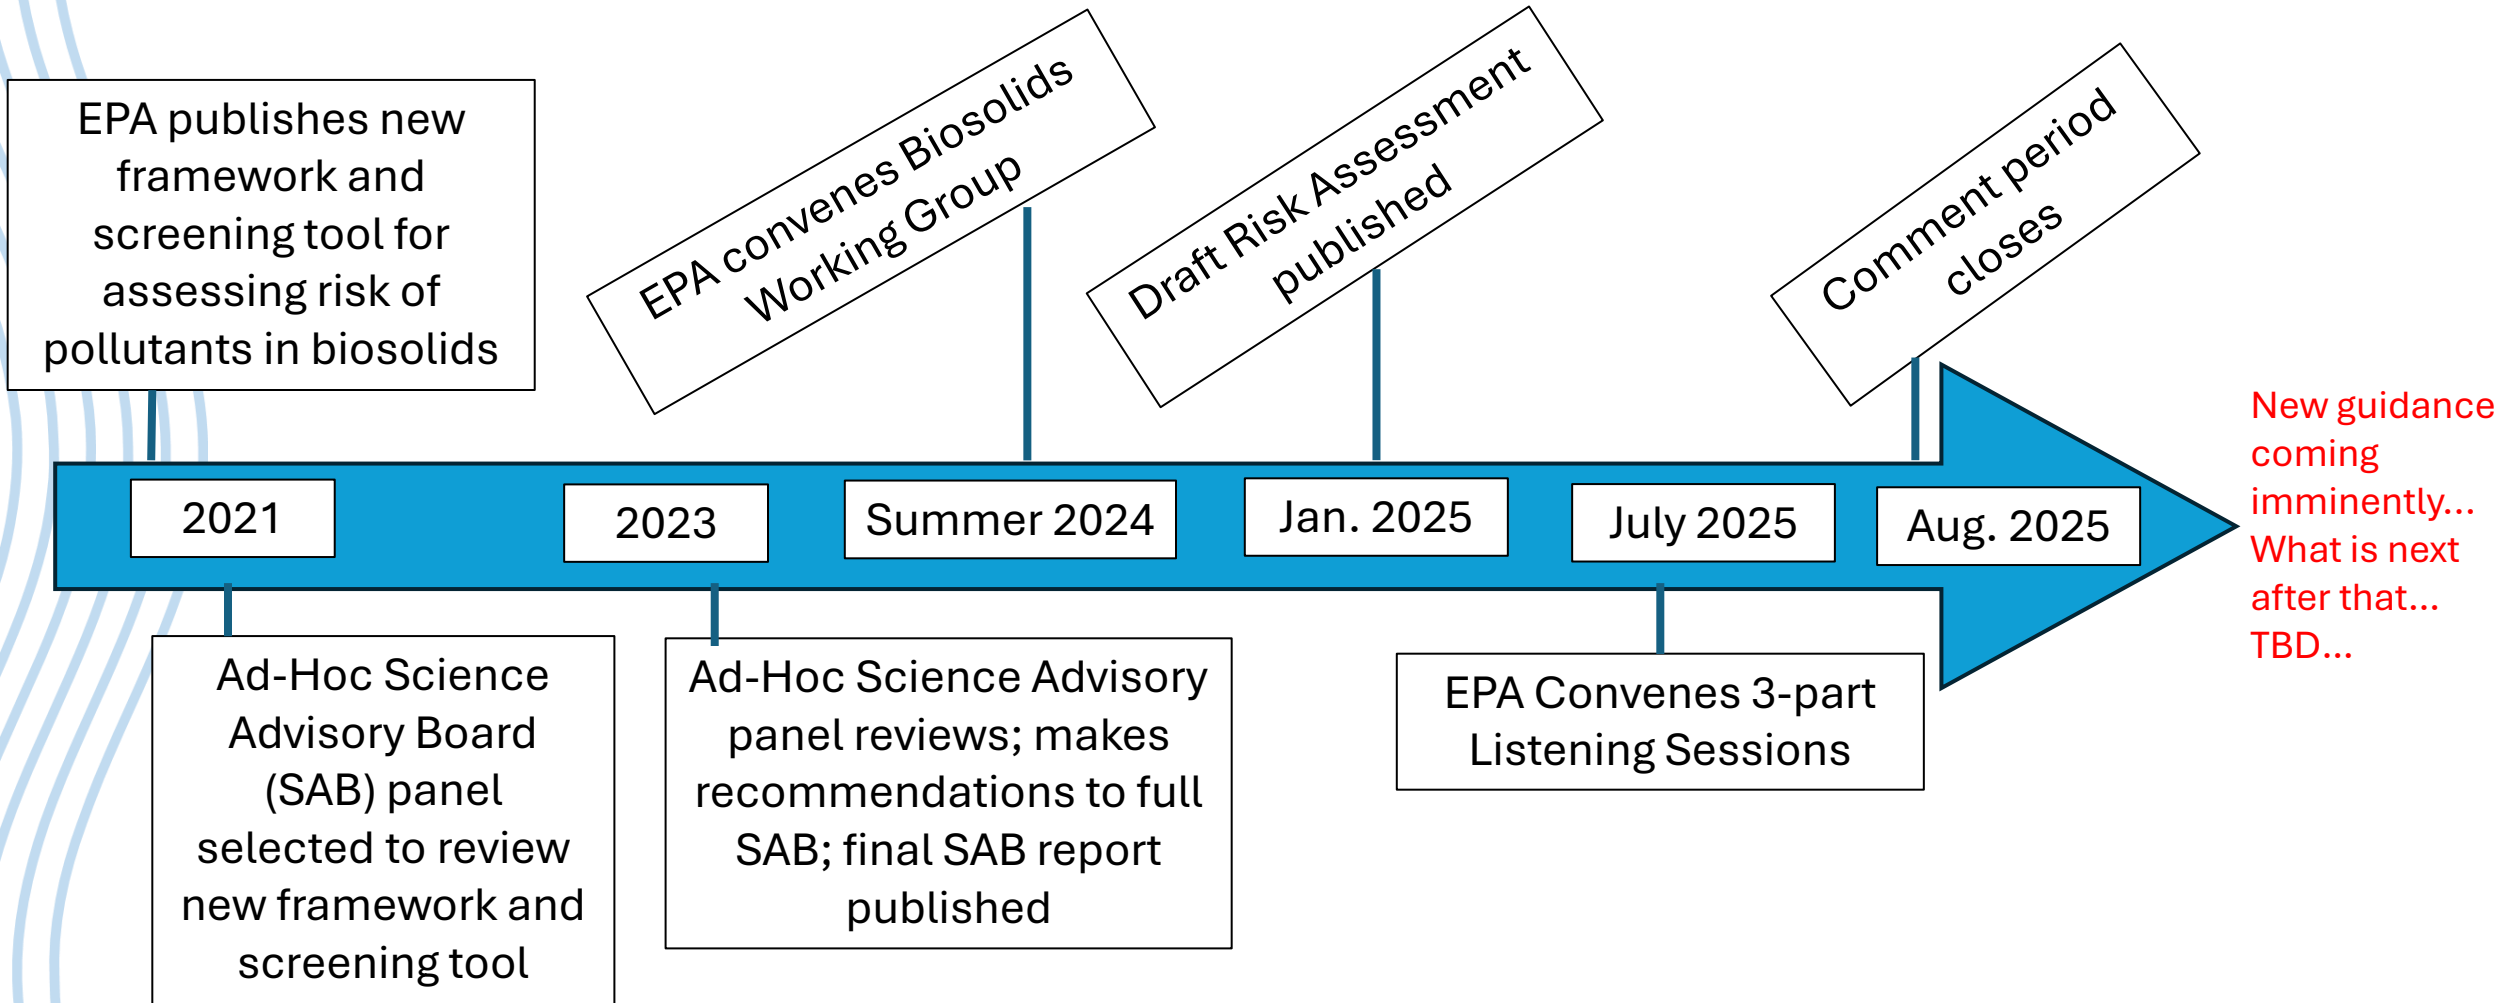 EPA publishes new
framework and
screening tool for
assessing risk of
pollutants in biosolids
EPA convenes Biosolids
Working Group
Draft Risk Assessment
published
Comment period
closes
2021
2023
Summer 2024
Jan. 2025
July 2025
Aug. 2025
New guidance
coming
imminently...
What is next
after that...
TBD...
Ad-Hoc Science
Advisory Board
(SAB) panel
selected to review
new framework and
screening tool
Ad-Hoc Science Advisory
panel reviews; makes
recommendations to full
SAB; final SAB report
published
EPA Convenes 3-part
Listening Sessions